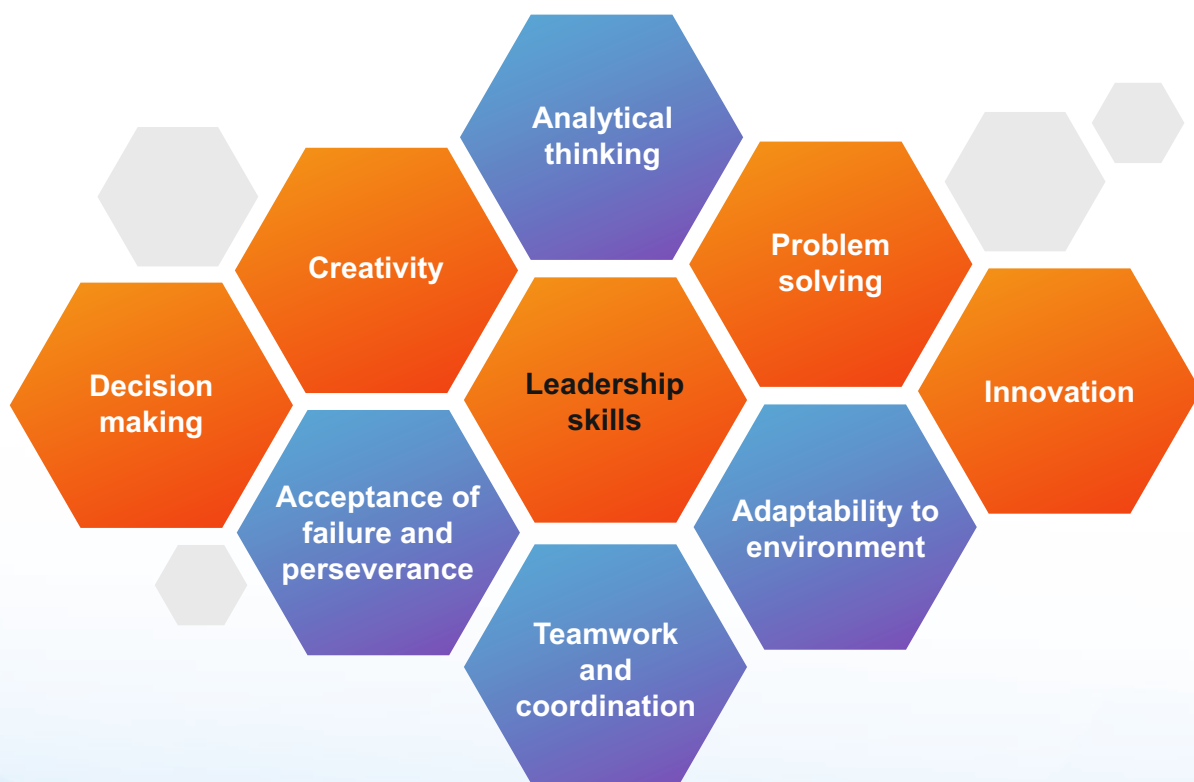 Analytical
thinking
Creativity
Problem
solving
Decision
making
Leadership
skills
Innovation
Acceptance of
failure and
perseverance
Adaptability to
environment
Teamwork
and
coordination